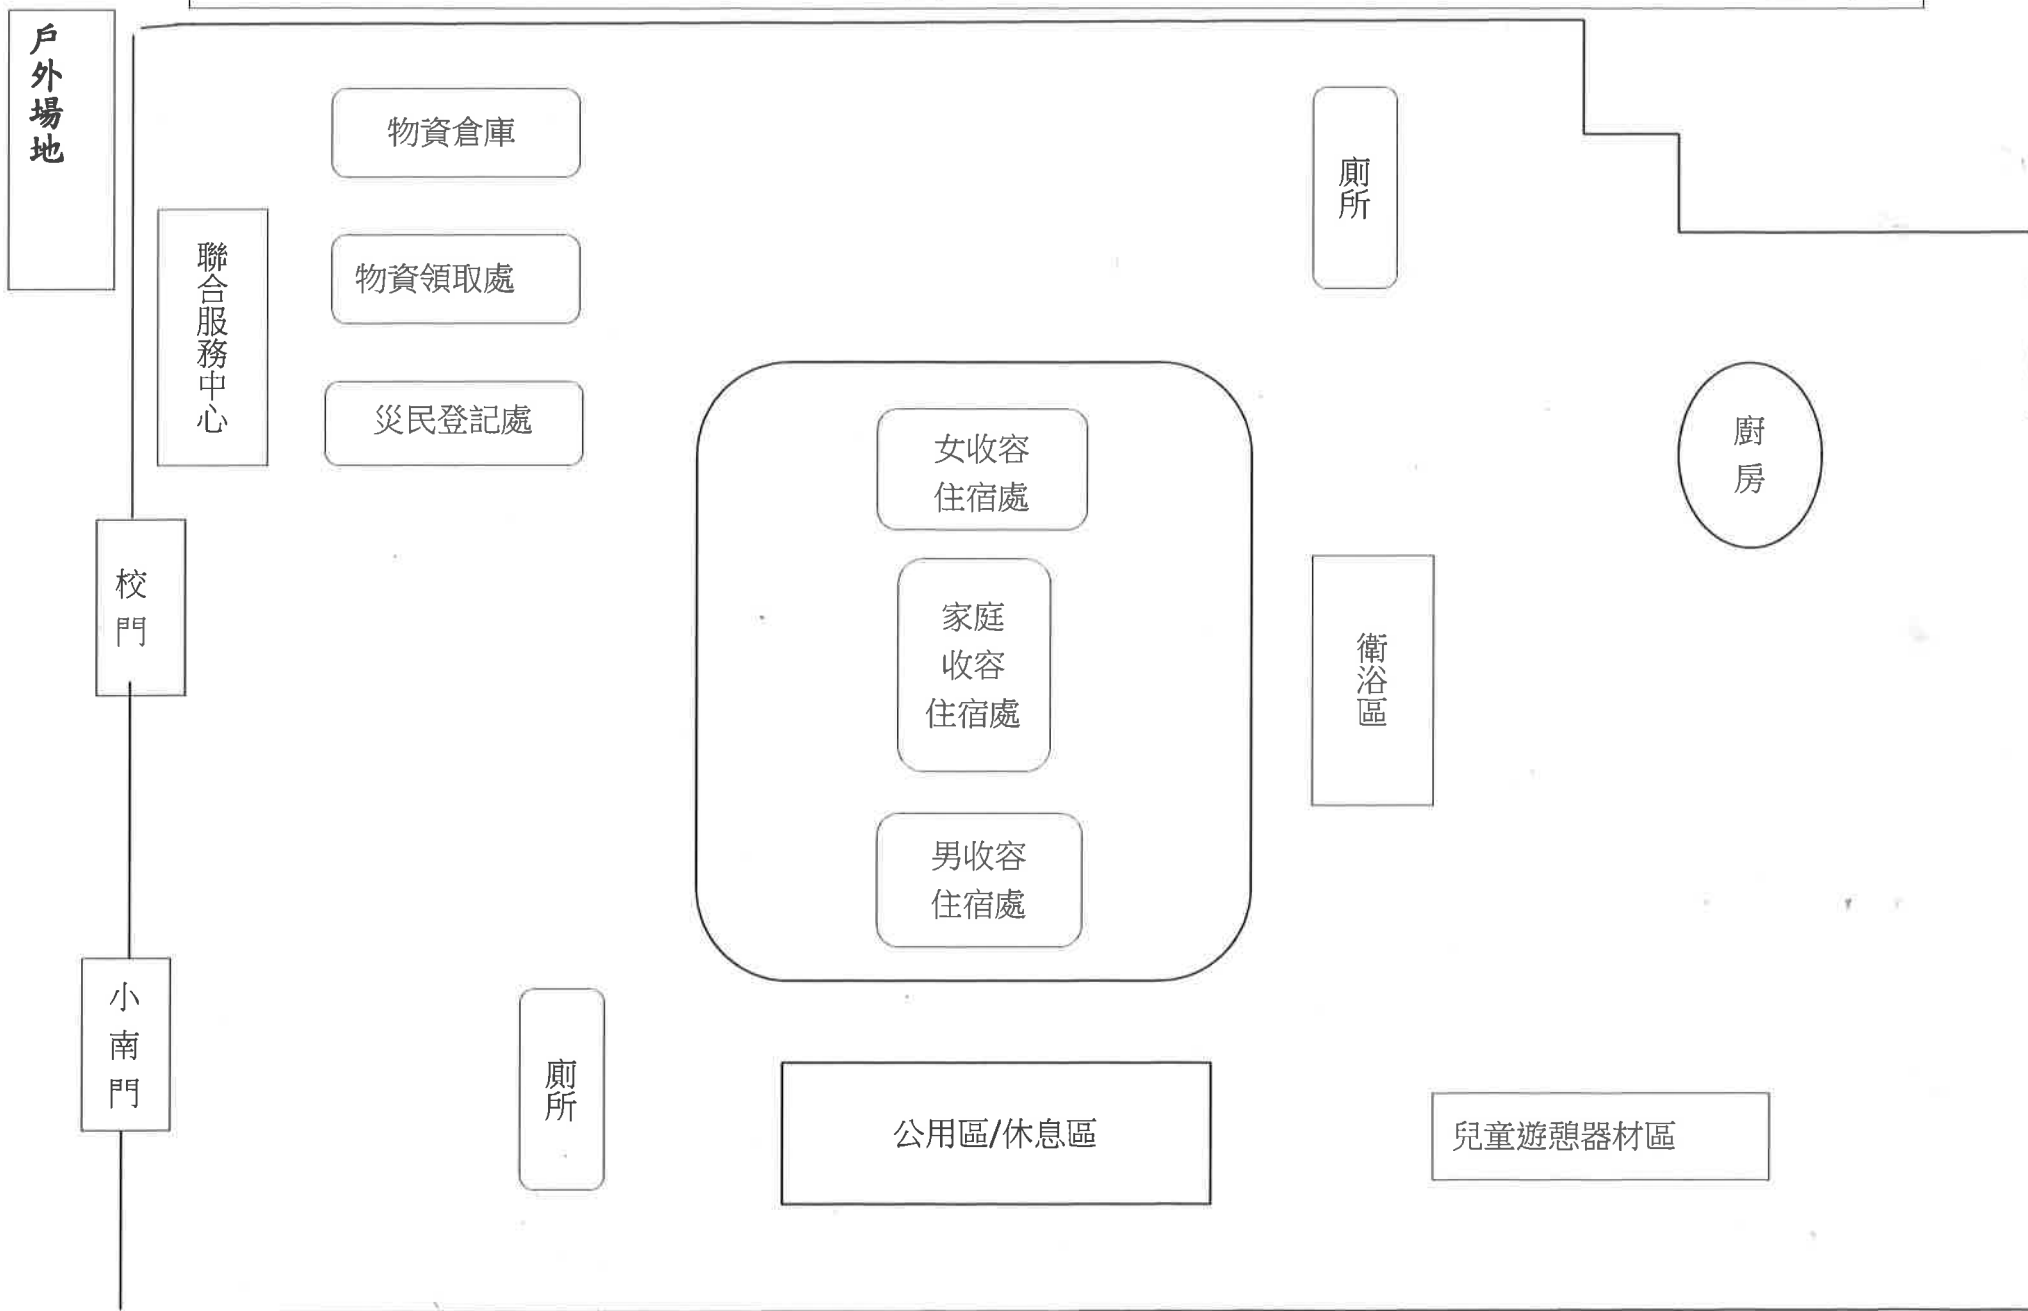 戶外場地
物資倉庫
廁所
聯合服務中心
物資領取處
災民登記處
女收容
住宿處
廚
房
校
門
家庭
收容
住宿處
衛浴區
男收容
住宿處
小
南
門
廁所
公用區/休息區
兒童遊憩器材區